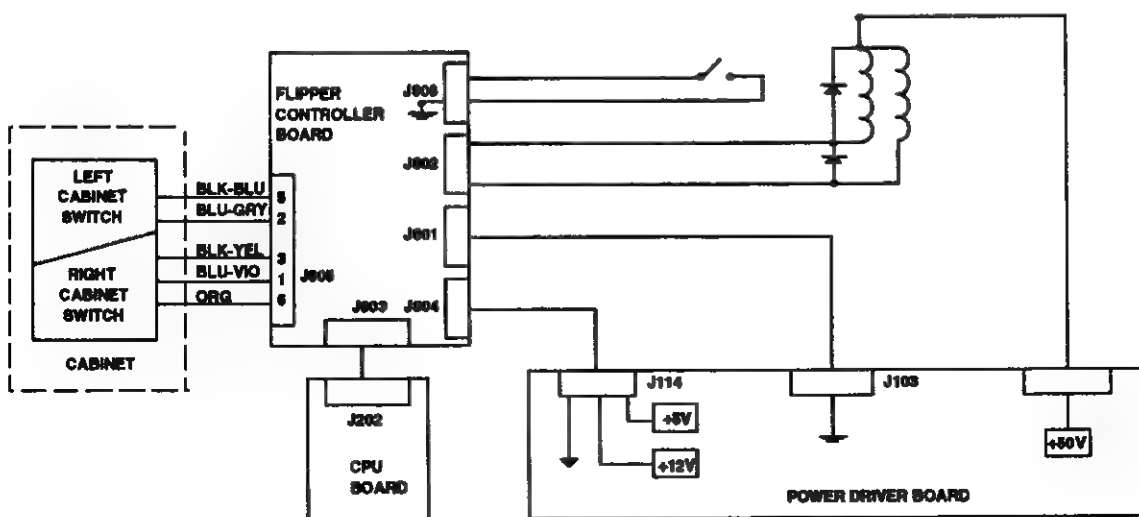 FLIPPER
CONTROLLER
BOARD
J906
J902
J901
J904
J905
J903
LEFT
CABINET
SWITCH
RIGHT
CABINET
SWITCH
CABINET
BLK-BLU
5
BLU-GRY
2
BLK-YEL
3
BLU-VIO
1
ORG
6
J202
CPU
BOARD
J114
+5V
+12V
J103
+50V
POWER DRIVER BOARD